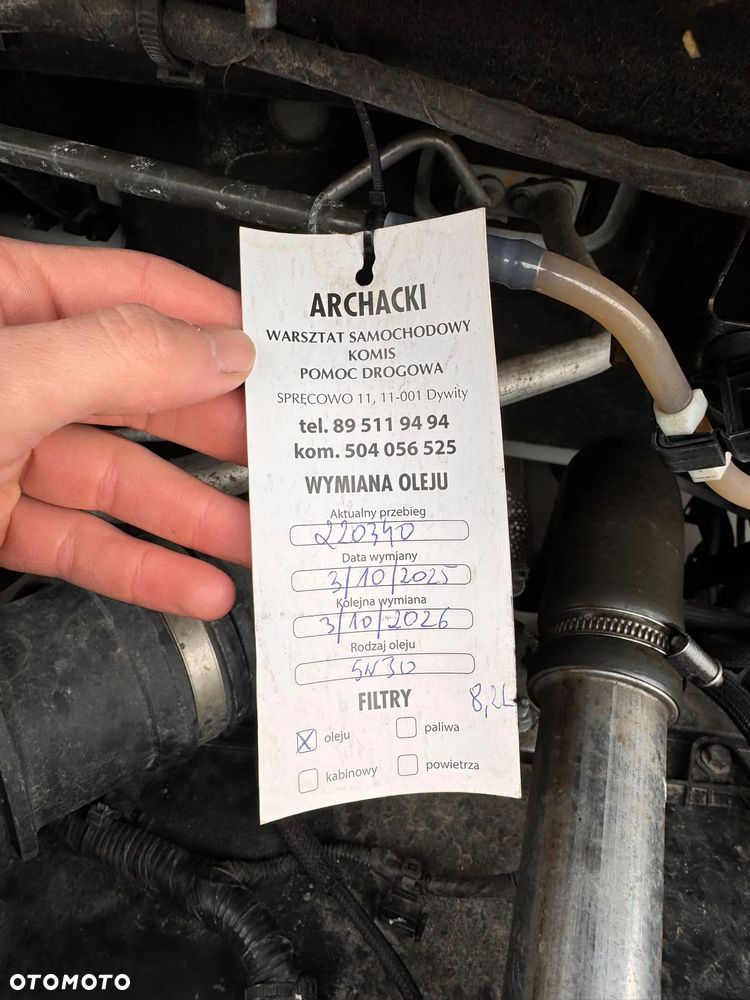 ARCHACKI
WARSZTAT SAMOCHODOWY
KOMIS
POMOC DROGOWA
SPRĘCOWO 11, 11-001 Dywity
tel. 89 511 94 94
kom. 504 056 525
WYMIANA OLEJU
Aktualny przebieg
220340
Data wymiany
3/10/2025
Kolejna wymiana
3/10/2026
Rodzaj oleju
5W30
FILTRY
8,2L
X oleju
paliwa
kabinowy
powietrza
OTOMOTO